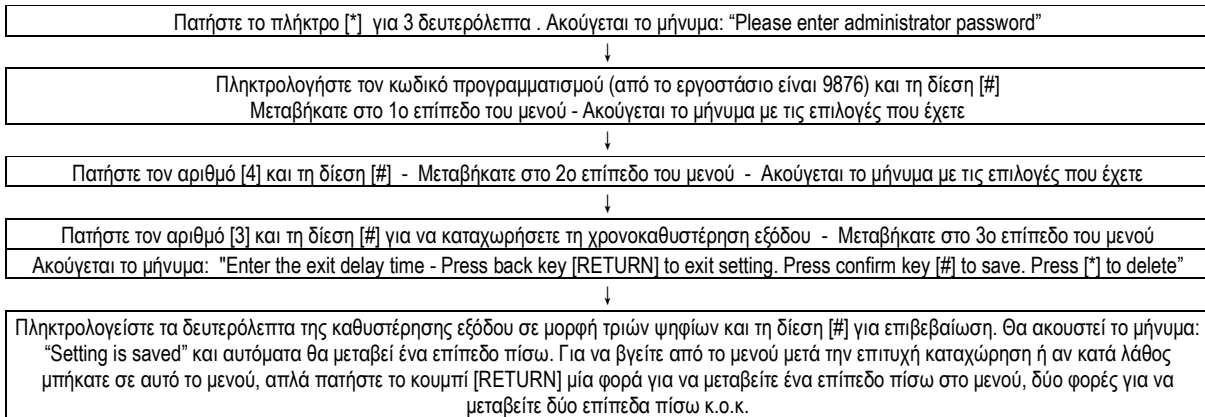 Πατήστε το πλήκτρο [*] για 3 δευτερόλεπτα . Ακούγεται το μήνυμα: “Please enter administrator password”
↓
Πληκτρολογήστε τον κωδικό προγραμματισμού (από το εργοστάσιο είναι 9876) και τη δίεση [#]
Μεταβήκατε στο 1ο επίπεδο του μενού - Ακούγεται το μήνυμα με τις επιλογές που έχετε
↓
Πατήστε τον αριθμό [4] και τη δίεση [#] - Μεταβήκατε στο 2ο επίπεδο του μενού - Ακούγεται το μήνυμα με τις επιλογές που έχετε
↓
Πατήστε τον αριθμό [3] και τη δίεση [#] για να καταχωρήσετε τη χρονοκαθυστέρηση εξόδου - Μεταβήκατε στο 3ο επίπεδο του μενού
Ακούγεται το μήνυμα: "Enter the exit delay time - Press back key [RETURN] to exit setting. Press confirm key [#] to save. Press [*] to delete”
↓
Πληκτρολογείστε τα δευτερόλεπτα της καθυστέρησης εξόδου σε μορφή τριών ψηφίων και τη δίεση [#] για επιβεβαίωση. Θα ακουστεί το μήνυμα:
“Setting is saved” και αυτόματα θα μεταβεί ένα επίπεδο πίσω. Για να βγείτε από το μενού μετά την επιτυχή καταχώρηση ή αν κατά λάθος
μπήκατε σε αυτό το μενού, απλά πατήστε το κουμπί [RETURN] μία φορά για να μεταβείτε ένα επίπεδο πίσω στο μενού, δύο φορές για να
μεταβείτε δύο επίπεδα πίσω κ.ο.κ.